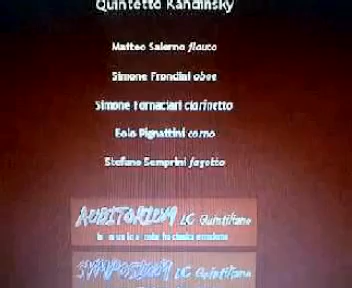 Quintetto Kandinsky
Matteo Salerno flauto
Simone Frondini oboe
Simone Fornaciari clarinetto
Eolo Pignattini corno
Stefano Semprini fagotto
AUDITORIUM LC Quintiliano
SYMPOSIUM LC Quintiliano